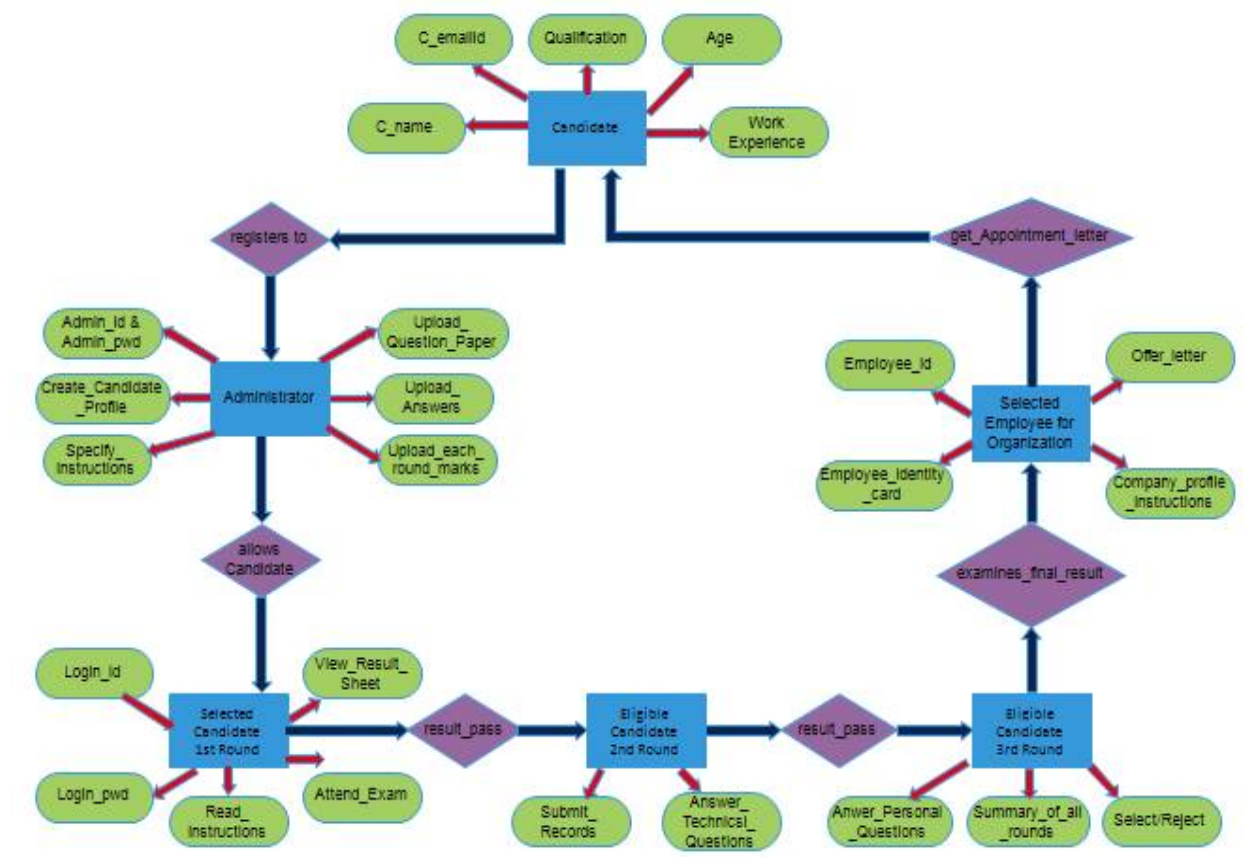 C_emailid
Qualification
Age
C_name
Candidate
Work
Experience
registers to
get_Appointment_letter
Admin_id &
Admin_pwd
Upload_
Question_Paper
Create_Candidate
_Profile
Administrator
Upload_
Answers
Specify_
Instructions
Upload_each_
round_marks
Employee_id
Offer_letter
Selected
Employee for
Organization
Employee_Identity
_card
Company_profile
_Instructions
allows
Candidate
examines_final_result
Login_id
View_Result_
Sheet
Selected
Candidate
1st Round
result_pass
Eligible
Candidate
2nd Round
result_pass
Eligible
Candidate
3rd Round
Login_pwd
Read_
Instructions
Attend_Exam
Submit_
Records
Answer_
Technicsl_
Questions
Anwer_Personal
_Questions
Summary_of_all
_rounds
Select/Reject